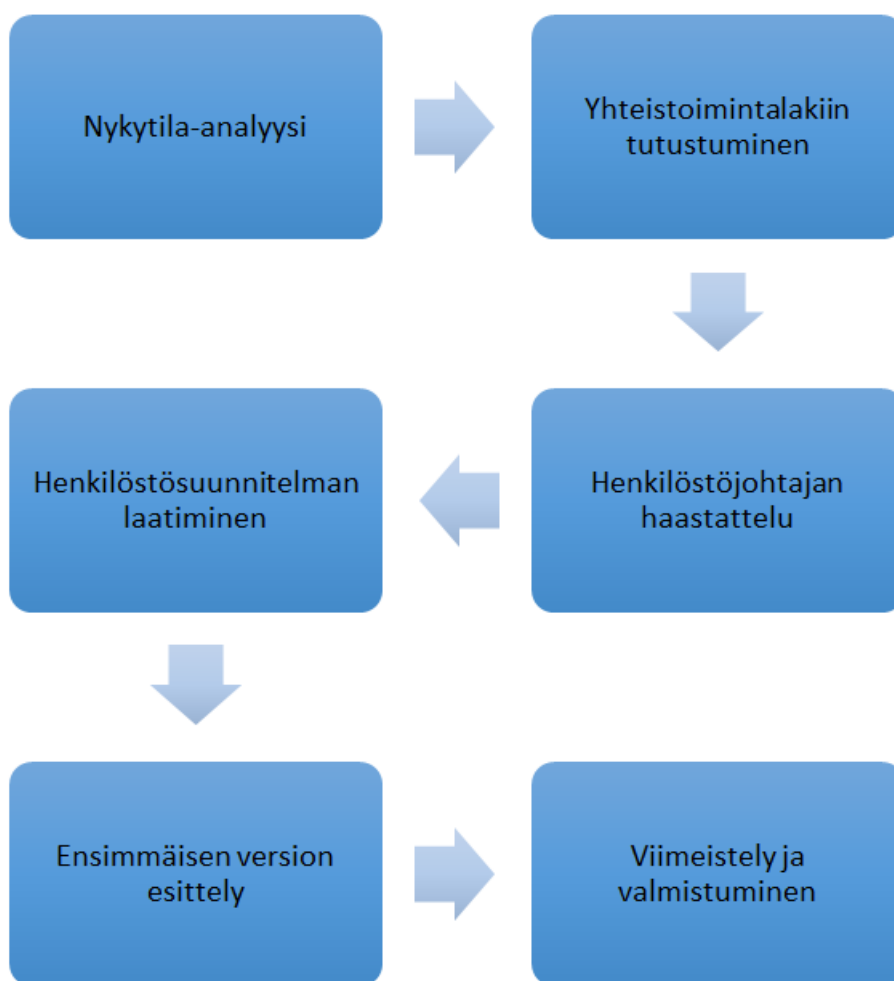 Nykytila-analyysi
Yhteistoimintalakiin
tutustuminen
Henkilöstöjohtajan
haastattelu
Henkilöstösuunnitelman
laatiminen
Ensimmäisen version
esittely
Viimeistely ja
valmistuminen